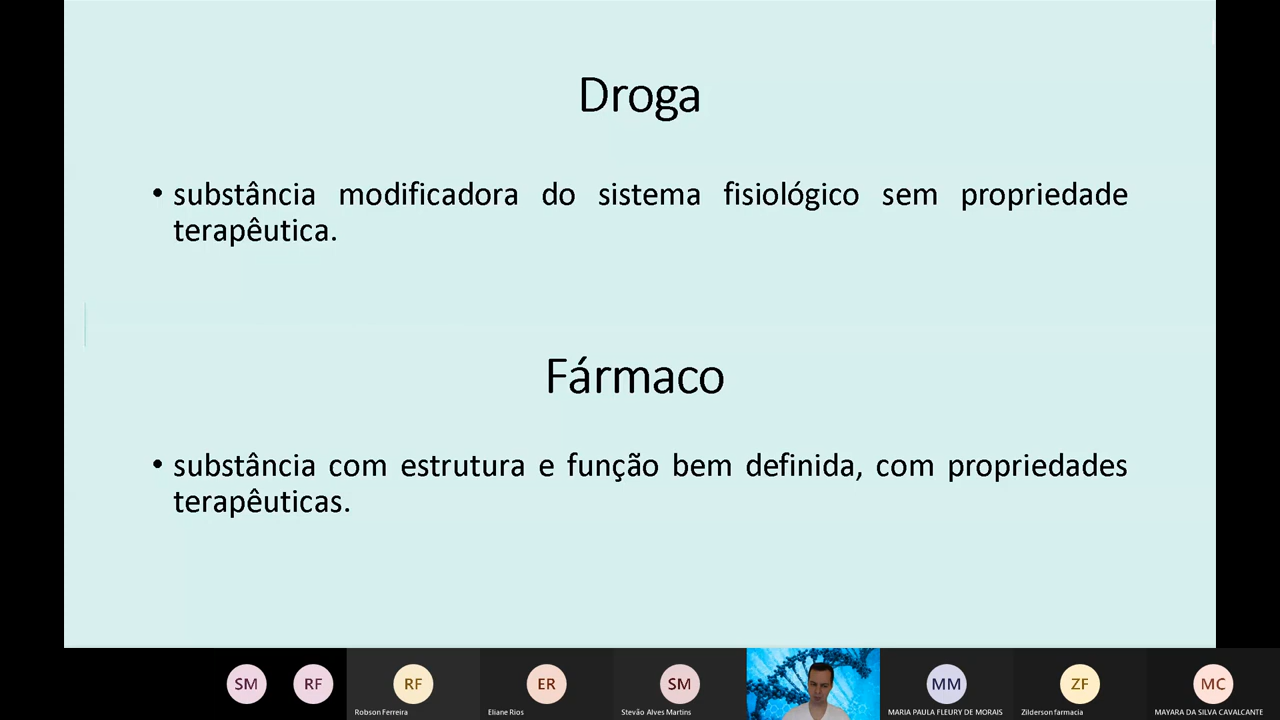 Droga
• substância modificadora do sistema fisiológico sem propriedade
terapêutica.
Fármaco
• substância com estrutura e função bem definida, com propriedades
terapêuticas.
SM
RF
RF
ER
SM
MM
ZF
MC
Robson Ferreira
Eliane Rios
Stevão Alves Martins
MARIA PAULA FLEURY DE MORAIS
Zilderson farmacia
MAYARA DA SILVA CAVALCANTE